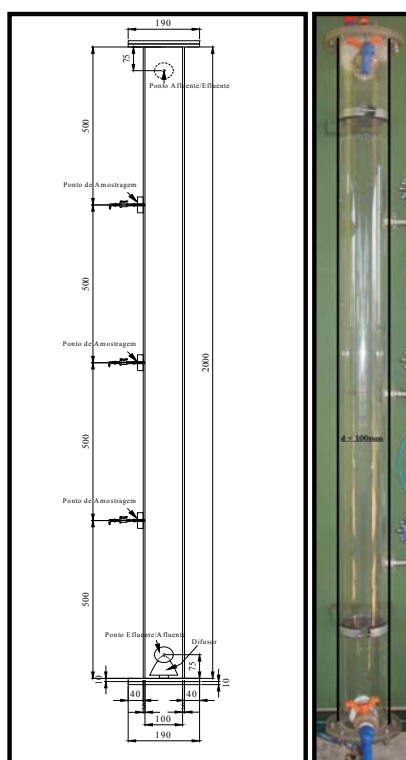 190
75
Ponto Afluente/Efluente
500
Ponto de Amostragem
500
2000
Ponto de Amostragem
500
d = 100mm
Ponto de Amostragem
500
Ponto Efluente/Afluente
Difusor
75
10
10
40
40
100
190